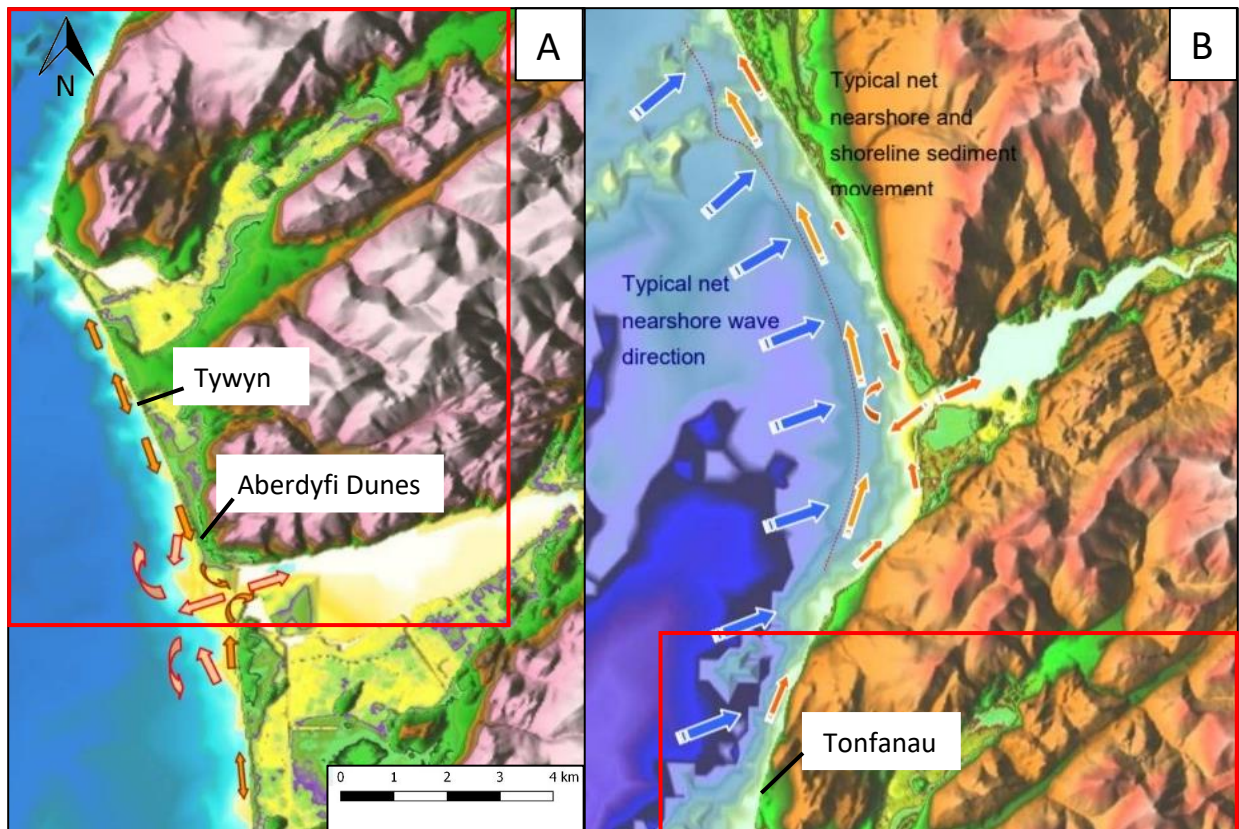 A
N
Tywyn
Aberdyfi Dunes
0 1 2 3 4 km
B
Typical net
nearshore and
shoreline sediment
movement
Typical net
nearshore wave
direction
Tonfanau